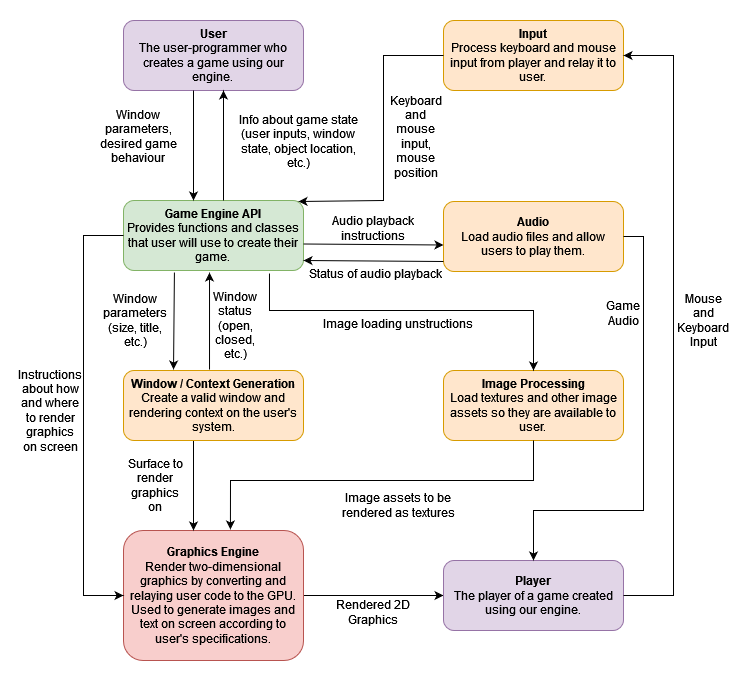 User
The user-programmer who
creates a game using our
engine.
Input
Process keyboard and mouse
input from player and relay it to
user.
Window
parameters,
desired game
behaviour
Info about game state
(user inputs, window
state, object location,
etc.)
Keyboard
and
mouse
input,
mouse
position
Game Engine API
Provides functions and classes
that user will use to create their
game.
Audio playback
instructions
Status of audio playback
Audio
Load audio files and allow
users to play them.
Window
parameters
(size, title,
etc.)
Window
status
(open,
closed,
etc.)
Image loading unstructions
Game
Audio
Mouse
and
Keyboard
Input
Instructions
about how
and where
to render
graphics
on screen
Window / Context Generation
Create a valid window and
rendering context on the user's
system.
Image Processing
Load textures and other image
assets so they are available to
user.
Surface to
render
graphics
on
Image assets to be
rendered as textures
Graphics Engine
Render two-dimensional
graphics by converting and
relaying user code to the GPU.
Used to generate images and
text on screen according to
user's specifications.
Rendered 2D
Graphics
Player
The player of a game created
using our engine.